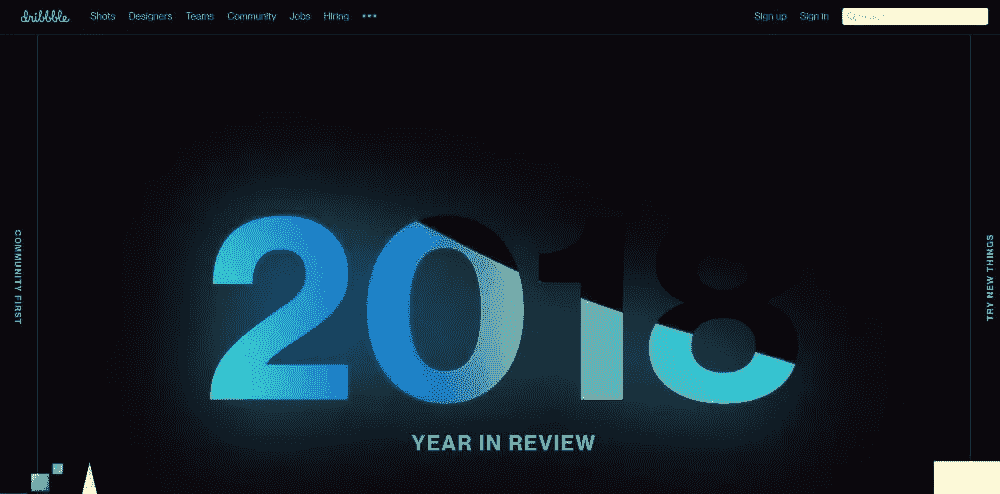 dribbble Shots Designers Teams Community Jobs Hiring ••• Sign up Sign in
COMMUNITY FIRST
TRY NEW THINGS
2018
YEAR IN REVIEW